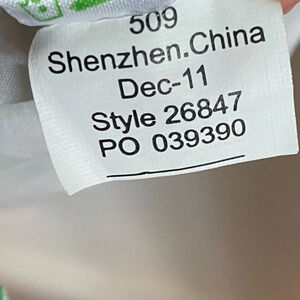 509
Shenzhen.China
Dec-11
Style 26847
PO 039390